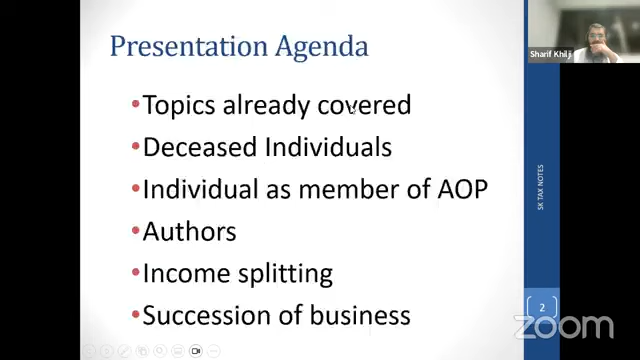 Presentation Agenda
Sharif Khilji
•Topics already covered
•Deceased Individuals
•Individual as member of AOP
•Authors
•Income splitting
•Succession of business
SK TAX NOTES
2
zoom